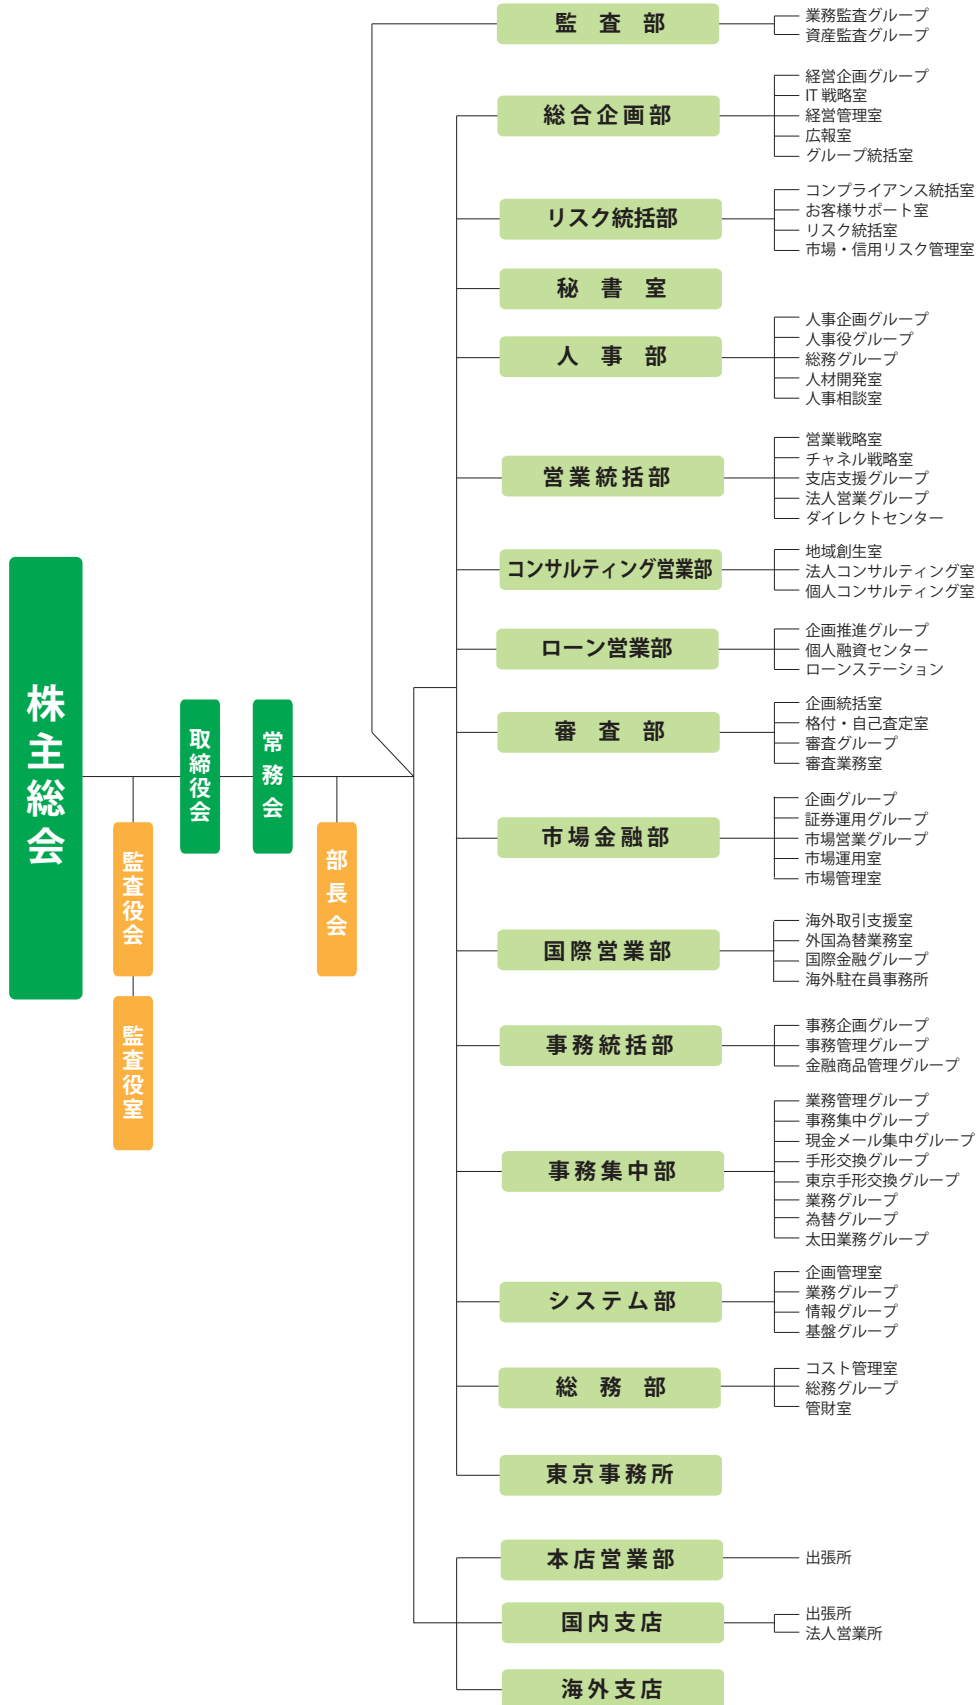 株主総会
取締役会
常務会
監査役会
監査役室
部長会
監査部
業務監査グループ
資産監査グループ
総合企画部
経営企画グループ
IT戦略室
経営管理室
広報室
グループ統括室
リスク統括部
コンプライアンス統括室
お客様サポート室
リスク統括室
市場・信用リスク管理室
秘書室
人事部
人事企画グループ
人事役グループ
総務グループ
人材開発室
人事相談室
営業統括部
営業戦略室
チャネル戦略室
支店支援グループ
法人営業グループ
ダイレクトセンター
コンサルティング営業部
地域創生室
法人コンサルティング室
個人コンサルティング室
ローン営業部
企画推進グループ
個人融資センター
ローンステーション
審査部
企画統括室
格付・自己査定室
審査グループ
審査業務室
市場金融部
企画グループ
証券運用グループ
市場営業グループ
市場運用室
市場管理室
国際営業部
海外取引支援室
外国為替業務室
国際金融グループ
海外駐在員事務所
事務統括部
事務企画グループ
事務管理グループ
金融商品管理グループ
事務集中部
業務管理グループ
事務集中グループ
現金メール集中グループ
手形交換グループ
東京手形交換グループ
業務グループ
為替グループ
太田業務グループ
システム部
企画管理室
業務グループ
情報グループ
基盤グループ
総務部
コスト管理室
総務グループ
管財室
東京事務所
本店営業部
出張所
国内支店
出張所
法人営業所
海外支店